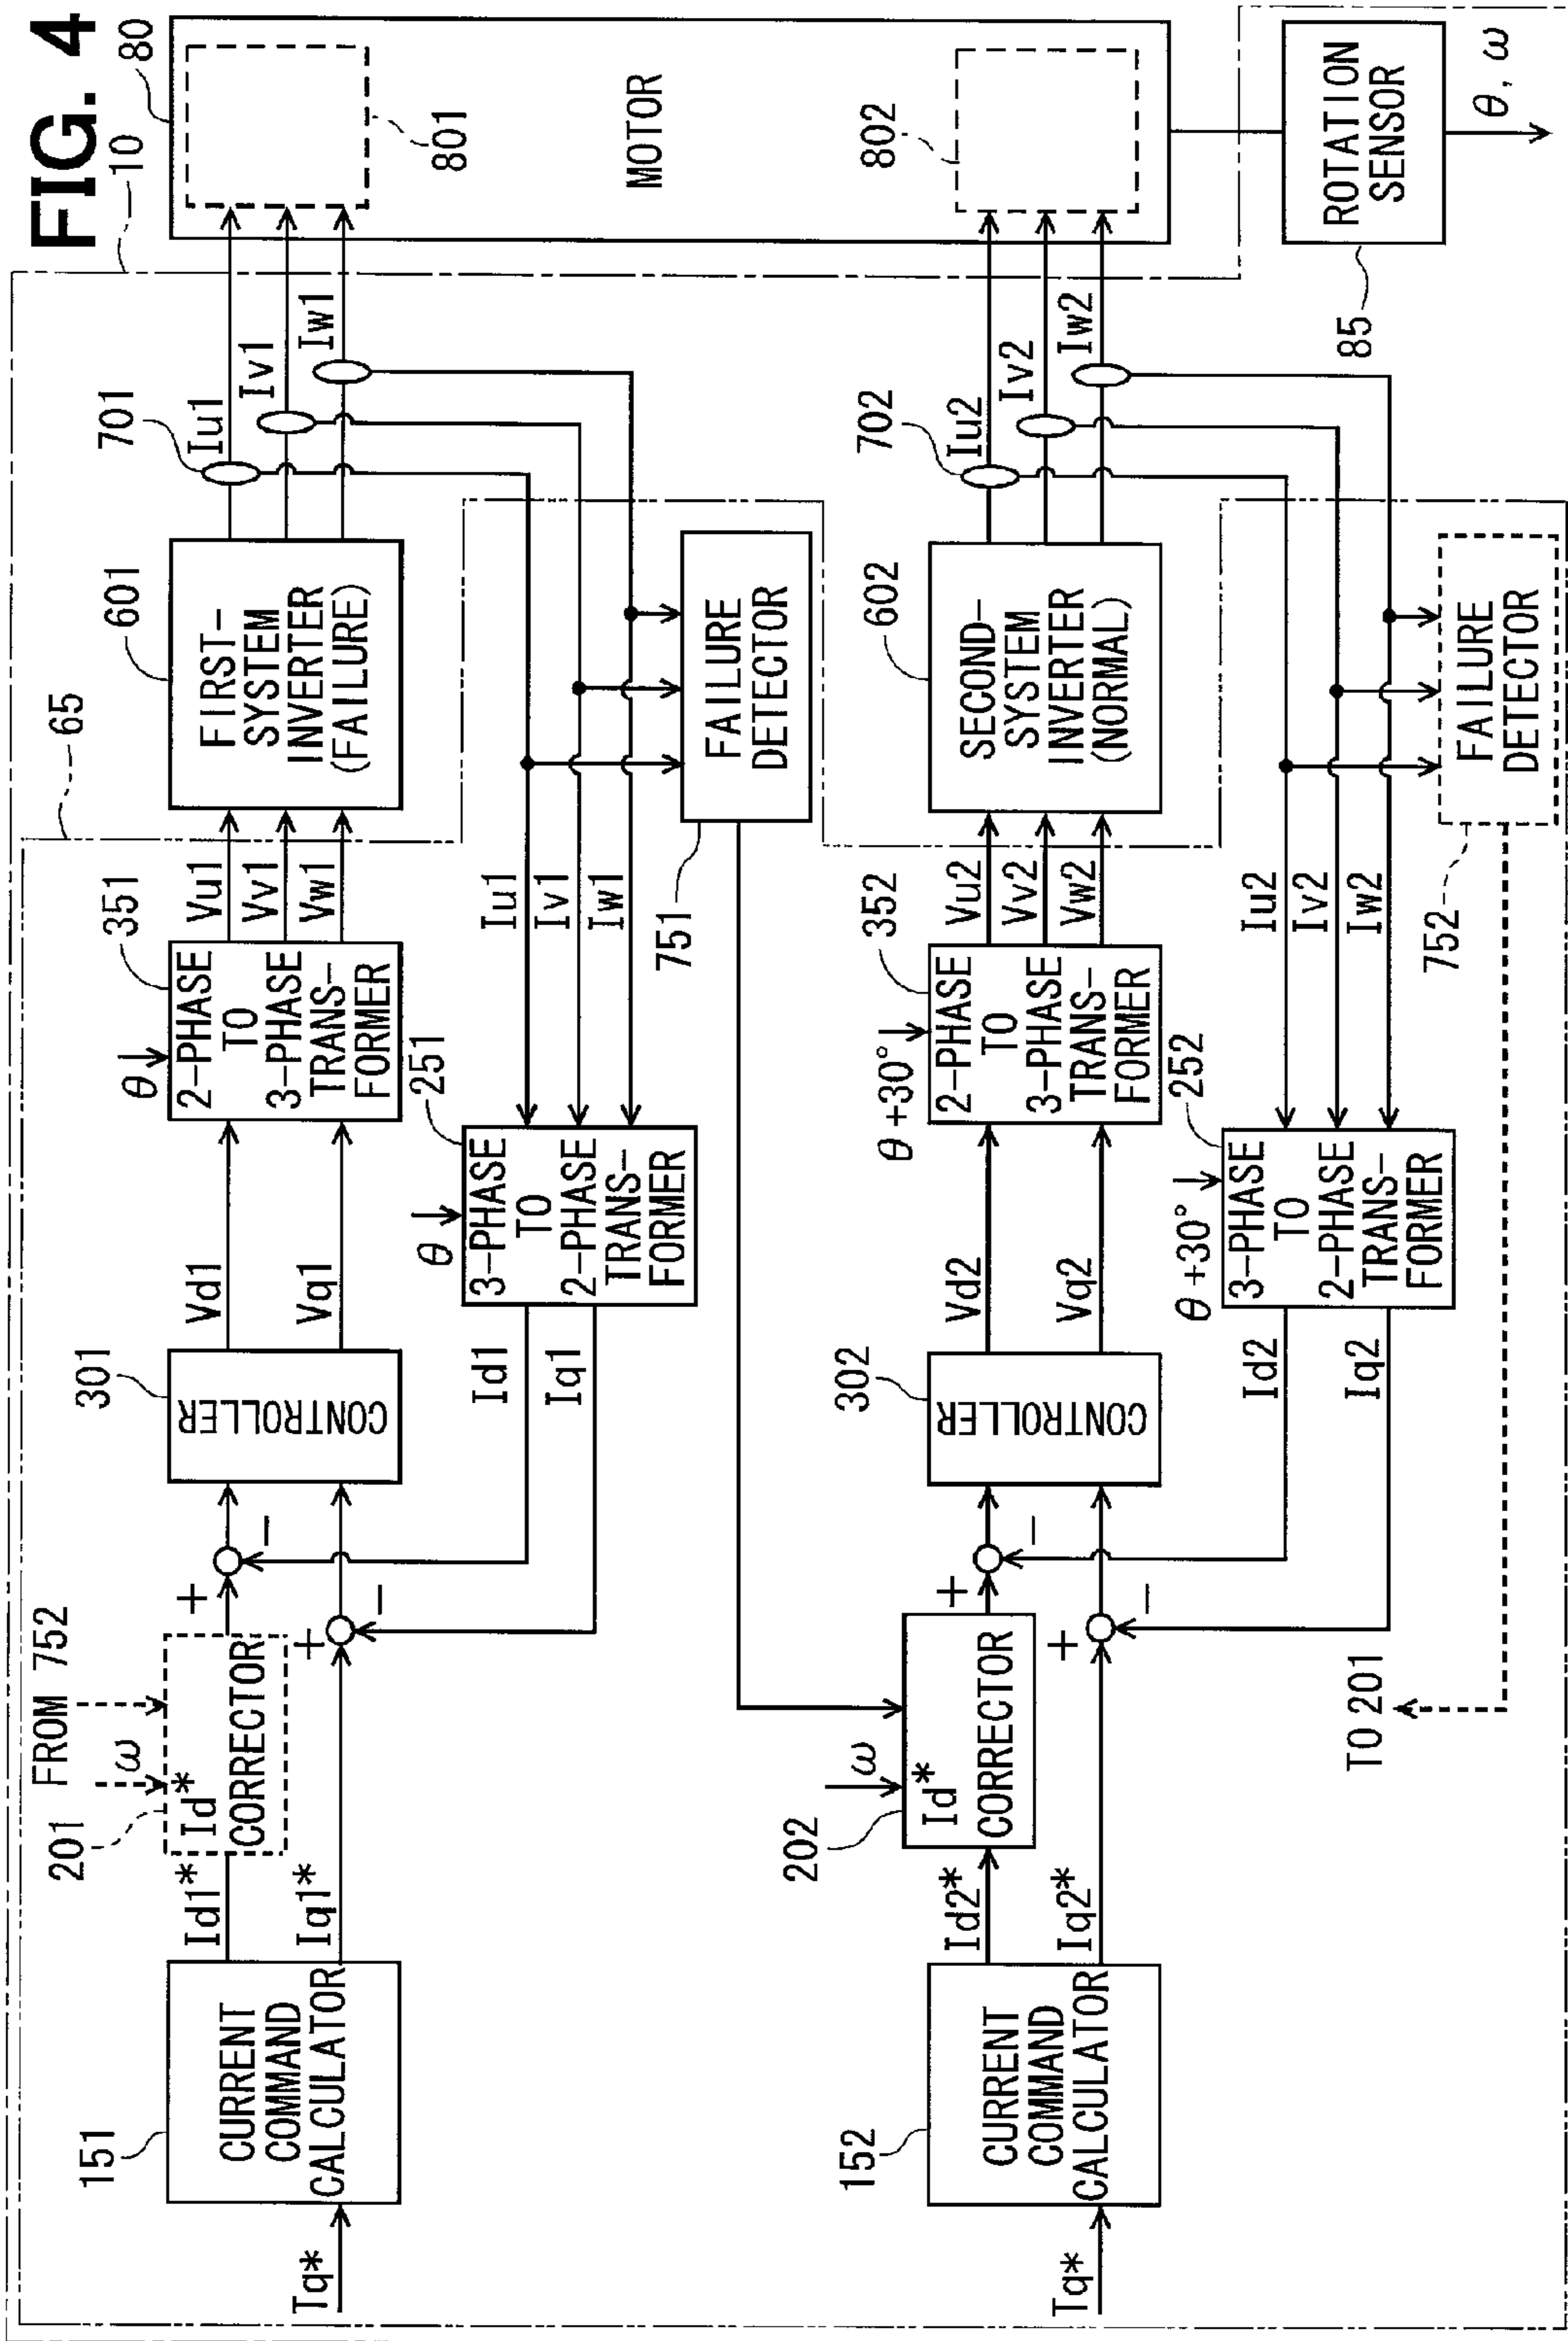 FIG. 4
10
80
65
FROM 752
ω
201
Id*
CORRECTOR
Tq*
151
CURRENT
COMMAND
CALCULATOR
Id1*
Iq1*
+
−
+
−
301
CONTROLLER
Vd1
Vq1
θ
351
2-PHASE
TO
3-PHASE
TRANS-
FORMER
Vu1
Vv1
Vw1
601
FIRST-
SYSTEM
INVERTER
(FAILURE)
701
Iu1
Iv1
Iw1
801
MOTOR
802
Id1
Iq1
θ
251
3-PHASE
TO
2-PHASE
TRANS-
FORMER
Iu1
Iv1
Iw1
751
FAILURE
DETECTOR
Tq*
152
CURRENT
COMMAND
CALCULATOR
Id2*
Iq2*
202
ω
Id*
CORRECTOR
+
−
+
−
302
CONTROLLER
Vd2
Vq2
θ +30°
352
2-PHASE
TO
3-PHASE
TRANS-
FORMER
Vu2
Vv2
Vw2
602
SECOND-
SYSTEM
INVERTER
(NORMAL)
702
Iu2
Iv2
Iw2
Id2
Iq2
θ +30°
252
3-PHASE
TO
2-PHASE
TRANS-
FORMER
Iu2
Iv2
Iw2
752
FAILURE
DETECTOR
TO 201
85
ROTATION
SENSOR
θ, ω